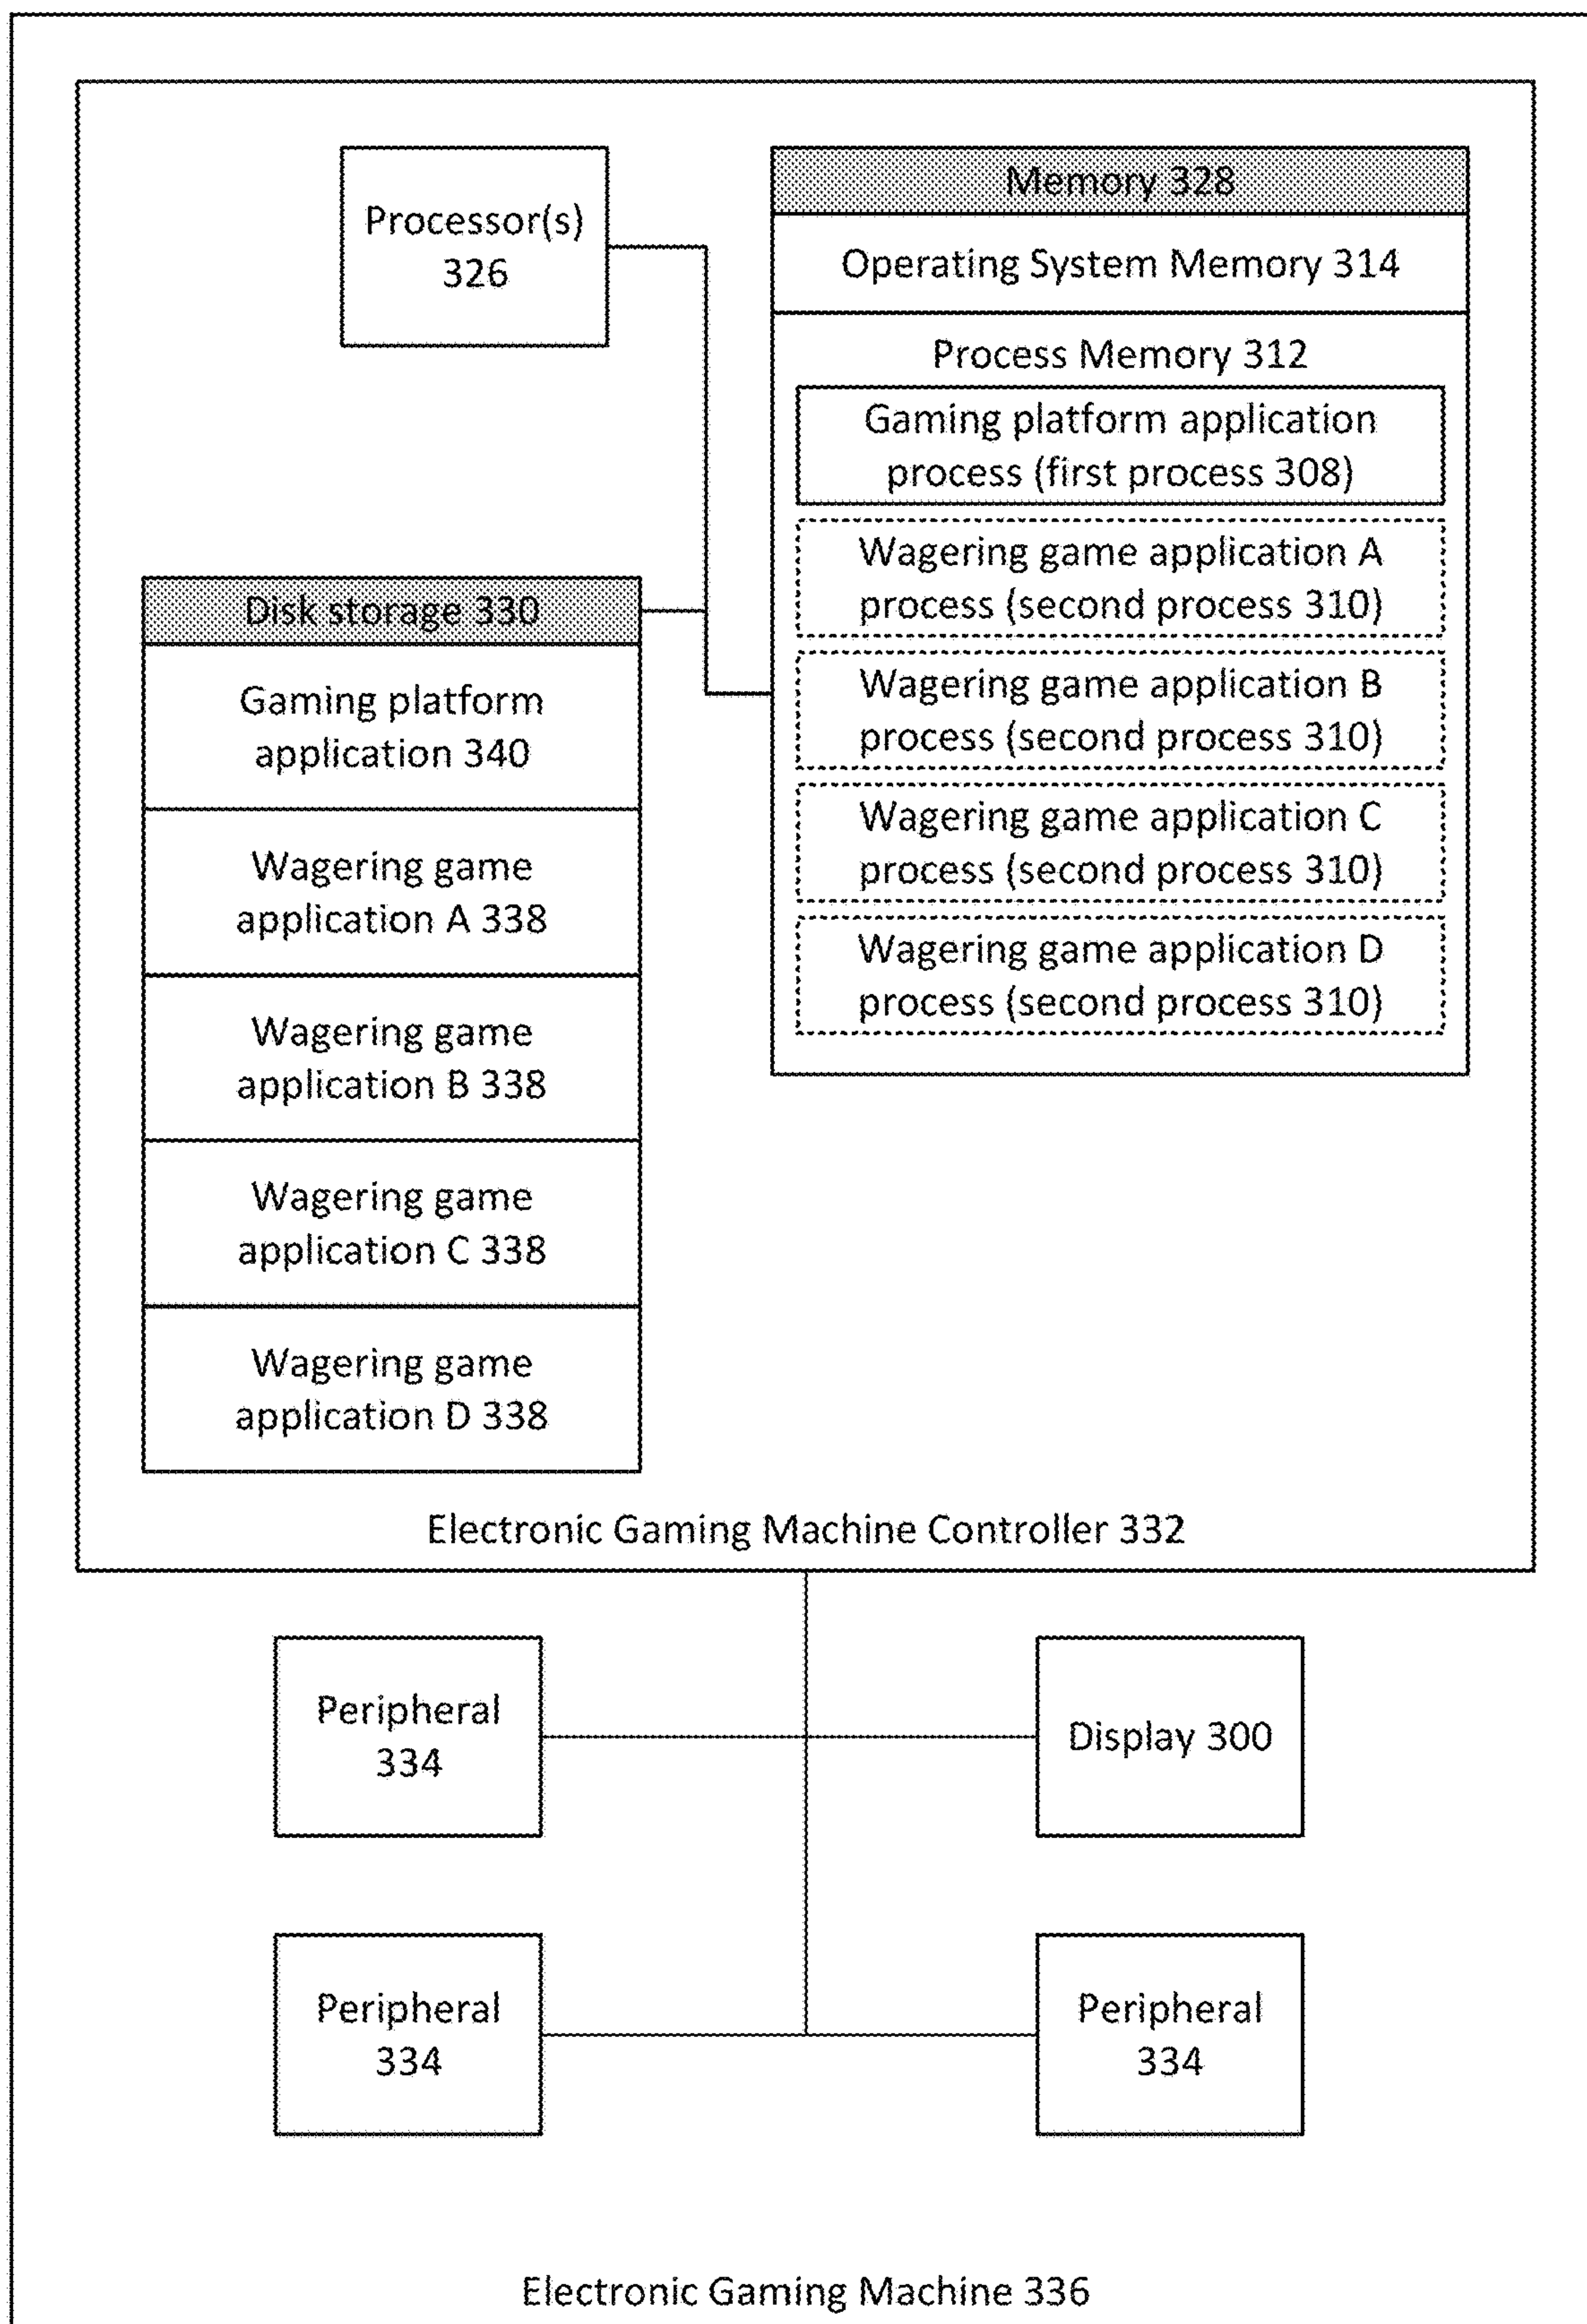 Processor(s)
326
Memory 328
Operating System Memory 314
Process Memory 312
Gaming platform application
process (first process 308)
Wagering game application A
process (second process 310)
Wagering game application B
process (second process 310)
Wagering game application C
process (second process 310)
Wagering game application D
process (second process 310)
Disk storage 330
Gaming platform
application 340
Wagering game
application A 338
Wagering game
application B 338
Wagering game
application C 338
Wagering game
application D 338
Electronic Gaming Machine Controller 332
Peripheral
334
Display 300
Peripheral
334
Peripheral
334
Electronic Gaming Machine 336